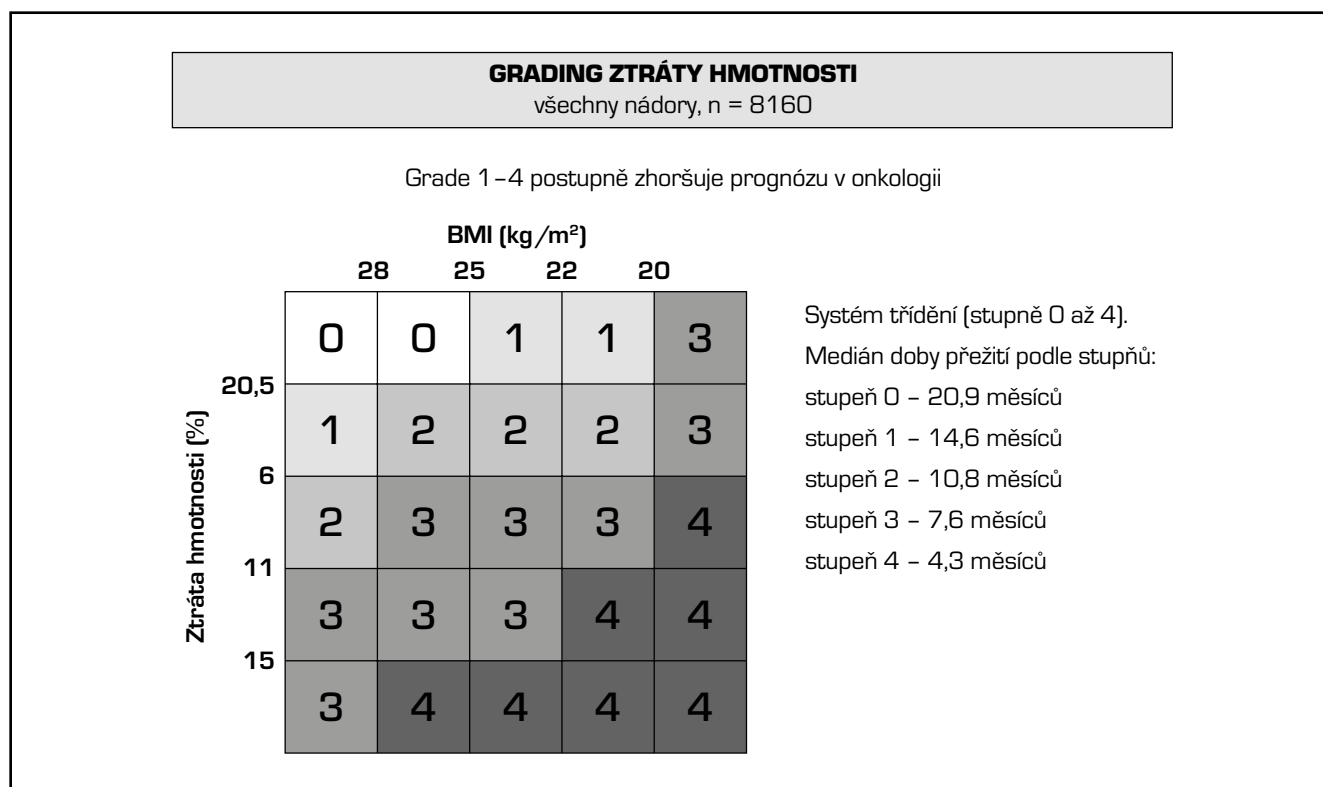 GRADING ZTRÁTY HMOTNOSTI
všechny nádory, n = 8160
Grade 1–4 postupně zhoršuje prognózu v onkologii
BMI (kg/m²)
28 25 22 20
0 0 1 1 3
20,5
1 2 2 2 3
6
2 3 3 3 4
11
3 3 3 4 4
15
3 4 4 4 4
Ztráta hmotnosti (%)
Systém třídění (stupně 0 až 4).
Medián doby přežití podle stupňů:
stupeň 0 – 20,9 měsíců
stupeň 1 – 14,6 měsíců
stupeň 2 – 10,8 měsíců
stupeň 3 – 7,6 měsíců
stupeň 4 – 4,3 měsíců